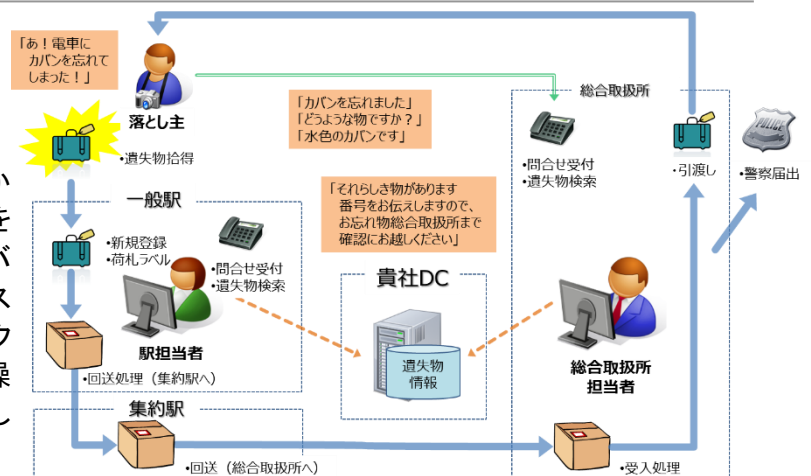 「あ！電車に
カバンを忘れて
しまった！」
落とし主
「カバンを忘れました」
「どうような物ですか？」
「水色のカバンです」
総合取扱所
•問合せ受付
•遺失物検索
•引渡し
POLICE
•警察届出
•遺失物拾得
一般駅
「それらしき物があります
番号をお伝えしますので、
お忘れ物総合取扱所まで
確認にお越しください」
•新規登録
•荷札ラベル
•問合せ受付
•遺失物検索
駅担当者
貴社DC
遺失物
情報
総合取扱所
担当者
•回送処理（集約駅へ）
集約駅
•回送（総合取扱所へ）
•受入処理
い
を
バ
ス
ウ
操
し